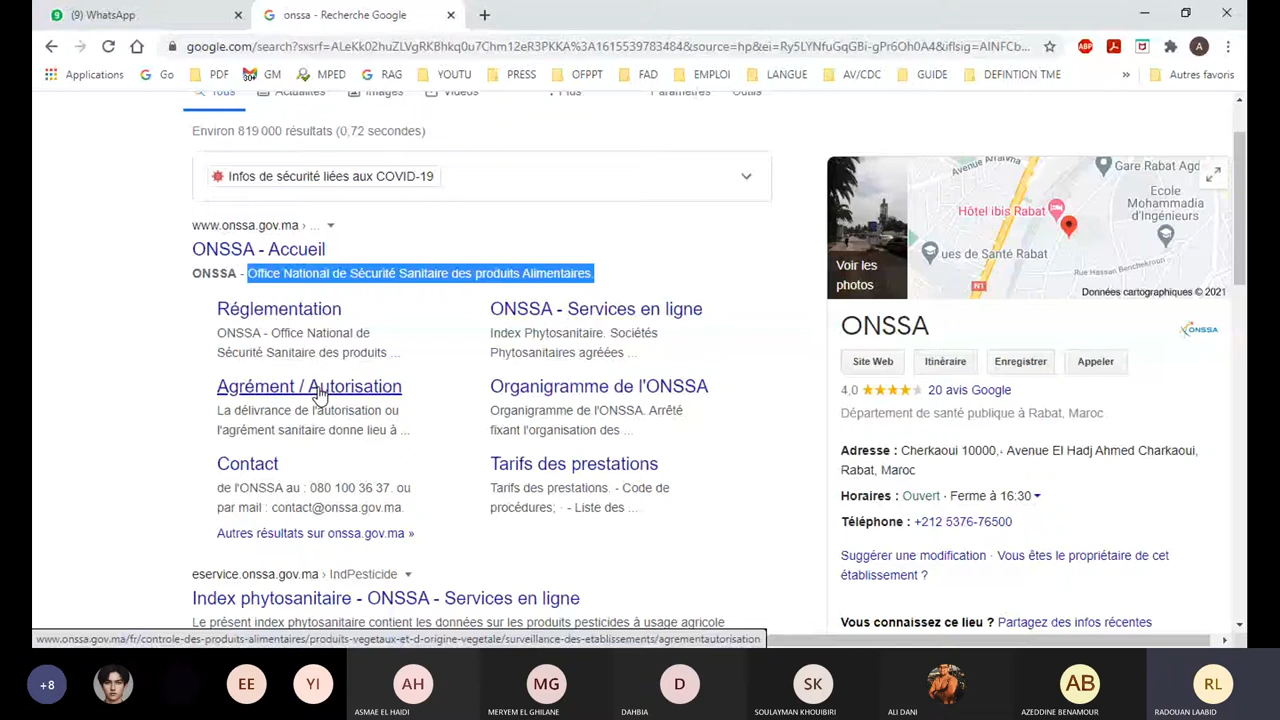 (9) WhatsApp
onssa - Recherche Google
google.com/search?sxsrf=ALeKk02huZLVgRKBhkq0u7Chm12eR3PKKA%3A1615539783484&source=hp&ei=Ry5LYNfuGqGBi-gPr6Oh0A4&iflsig=AINFC...
Applications
Go
PDF
GM
MPED
RAG
YOUTU
PRESS
OFPPT
FAD
EMPLOI
LANGUE
AV/CDC
GUIDE
DEFINTION TME
»
Autres favoris
Tous
Actualités
Images
Vidéos
Plus
Paramètres
Outils
Environ 819 000 résultats (0,72 secondes)
Infos de sécurité liées aux COVID-19
www.onssa.gov.ma › ...
ONSSA - Accueil
ONSSA - Office National de Sécurité Sanitaire des produits Alimentaires.
Réglementation
ONSSA - Office National de
Sécurité Sanitaire des produits ...
ONSSA - Services en ligne
Index Phytosanitaire. Sociétés
Phytosanitaires agréées ...
Agrément / Autorisation
La délivrance de l'autorisation ou
l'agrément sanitaire donne lieu à ...
Organigramme de l'ONSSA
Organigramme de l'ONSSA. Arrêté
fixant l'organisation des ...
Contact
de l'ONSSA au : 080 100 36 37. ou
par mail : contact@onssa.gov.ma.
Tarifs des prestations
Tarifs des prestations. - Code de
procédures; · - Liste des ...
Autres résultats sur onssa.gov.ma »
eservice.onssa.gov.ma › IndPesticide
Index phytosanitaire - ONSSA - Services en ligne
Le présent index phytosanitaire contient les données sur les produits pesticides à usage agricole
www.onssa.gov.ma/fr/controle-des-produits-alimentaires/produits-vegetaux-et-d-origine-vegetale/surveillance-des-etablissements/agrementautorisation
Voir les
photos
Gare Rabat Agd
Ecole
Mohammadia
d'Ingénieurs
Hôtel ibis Rabat
ues de Santé Rabat
Rue Hassan Benchekroun
N1
Données cartographiques © 2021
ONSSA
ONSSA
Site Web
Itinéraire
Enregistrer
Appeler
4,0
20 avis Google
Département de santé publique à Rabat, Maroc
Adresse : Cherkaoui 10000,، Avenue El Hadj Ahmed Charkaoui,
Rabat, Maroc
Horaires : Ouvert · Ferme à 16:30
Téléphone : +212 5376-76500
Suggérer une modification · Vous êtes le propriétaire de cet
établissement ?
Vous connaissez ce lieu ? Partagez des infos récentes
+8
EE
YI
AH
ASMAE EL HAIDI
MG
MERYEM EL GHILANE
D
DAHBIA
SK
SOULAYMAN KHOUIBIRI
ALI DANI
AB
AZEDDINE BENAMOUR
RL
RADOUAN LAABID